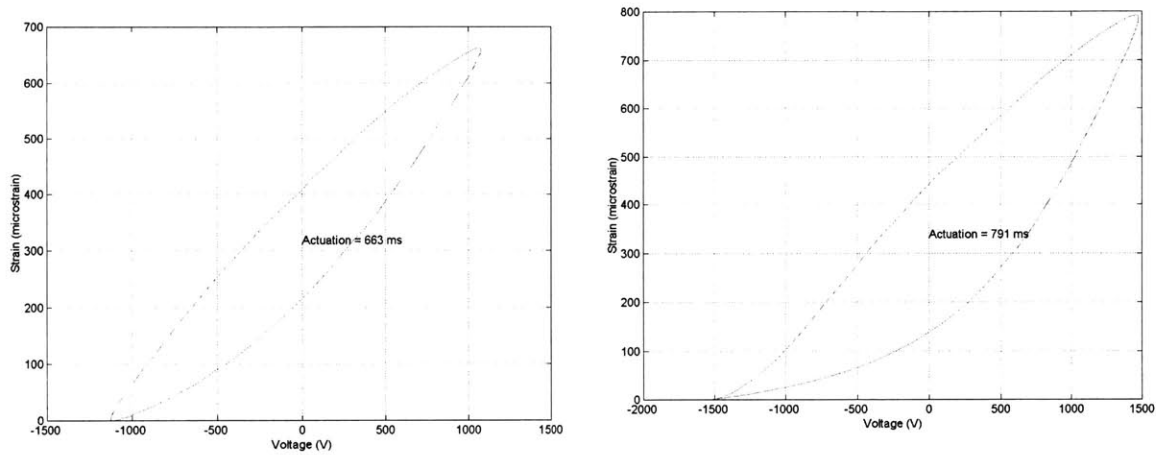 700
600
500
400
300
200
100
0
Strain (microstrain)
Actuation = 663 ms
-1500 -1000 -500 0 500 1000 1500
Voltage (V)
800
700
600
500
400
300
200
100
0
Strain (microstrain)
Actuation = 791 ms
-2000 -1500 -1000 -500 0 500 1000 1500
Voltage (V)